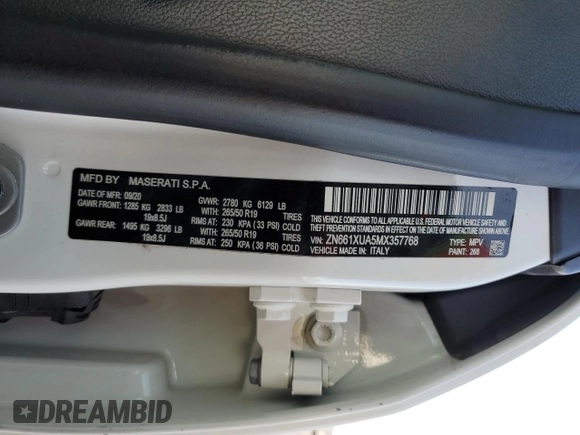 MFD BY MASERATI S.P.A.
DATE OF MFR: 09/20 GVWR: 2780 KG 6129 LB
GAWR FRONT: 1285 KG 2833 LB WITH: 265/50 R19 TIRES
19x8.5J RIMS AT: 230 KPA (33 PSI) COLD
GAWR REAR: 1495 KG 3296 LB WITH: 265/50 R19 TIRES
19x8.5J RIMS AT: 250 KPA (36 PSI) COLD
THIS VEHICLE CONFORMS TO ALL APPLICABLE
U.S. FEDERAL MOTOR VEHICLE SAFETY AND
THEFT PREVENTION STANDARDS IN EFFECT ON
THE DATE OF MANUFACTURE SHOWN ABOVE.
VIN: ZN661XUA5MX357768 TYPE: MPV
VEHICLE MADE IN: ITALY PAINT: 268
DREAMBID